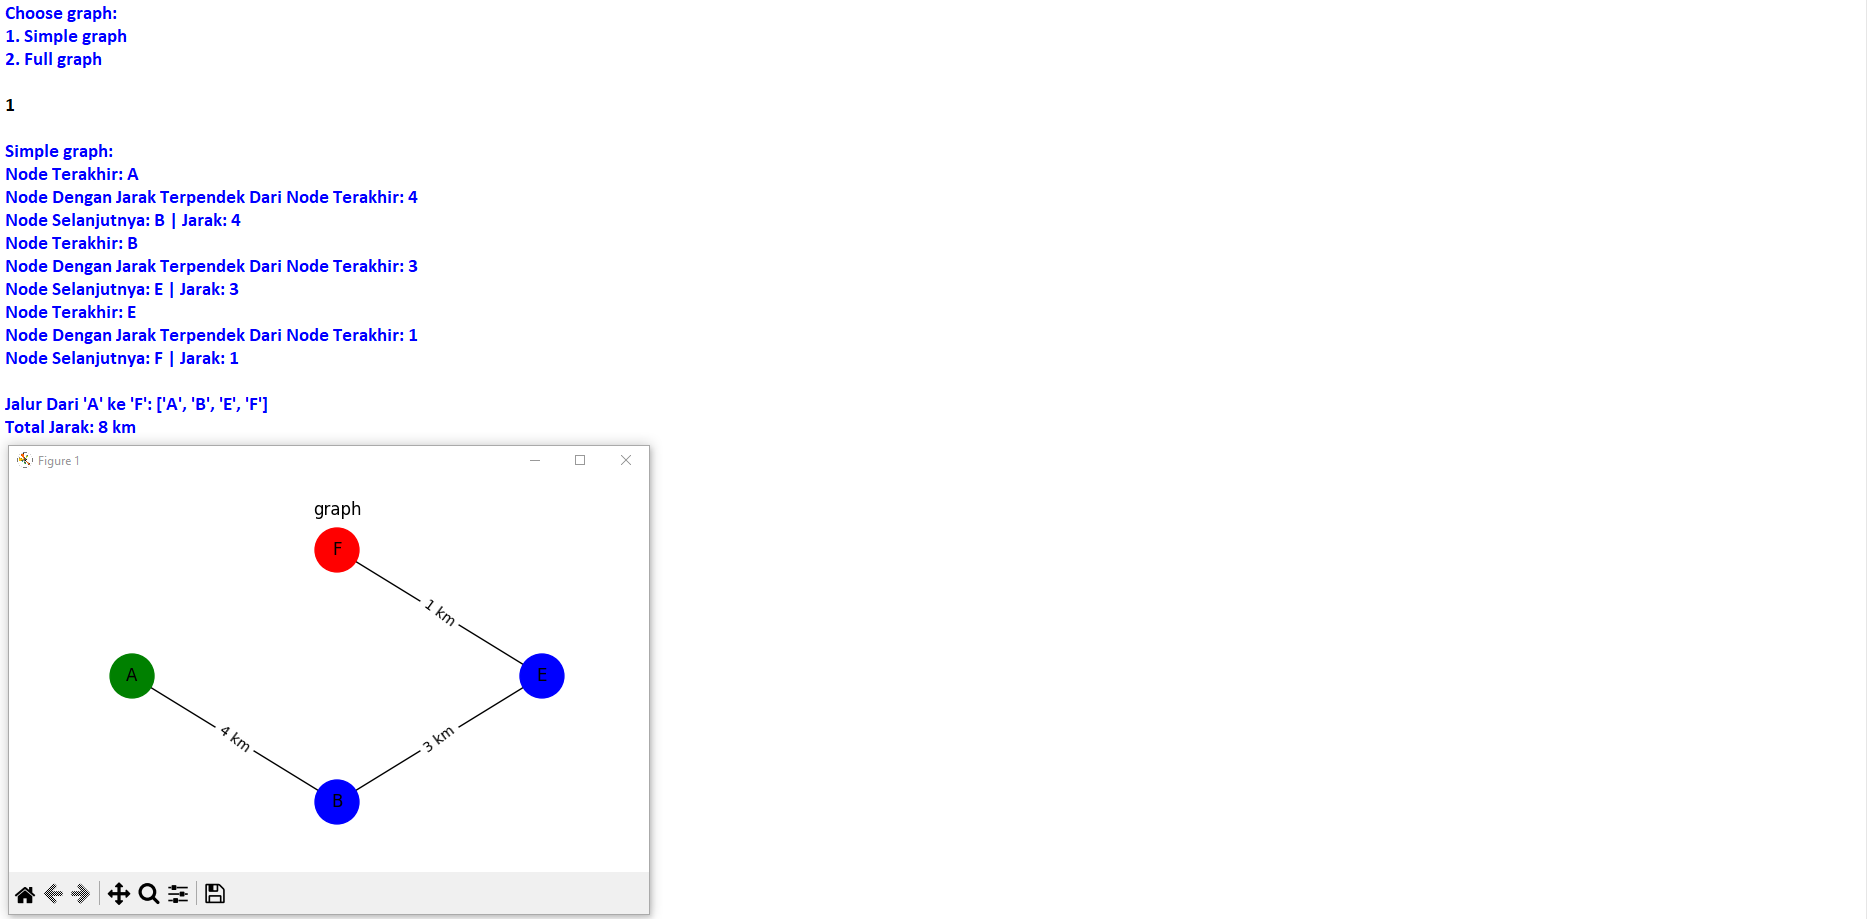 Choose graph:
1. Simple graph
2. Full graph
1
Simple graph:
Node Terakhir: A
Node Dengan Jarak Terpendek Dari Node Terakhir: 4
Node Selanjutnya: B | Jarak: 4
Node Terakhir: B
Node Dengan Jarak Terpendek Dari Node Terakhir: 3
Node Selanjutnya: E | Jarak: 3
Node Terakhir: E
Node Dengan Jarak Terpendek Dari Node Terakhir: 1
Node Selanjutnya: F | Jarak: 1
Jalur Dari 'A' ke 'F': ['A', 'B', 'E', 'F']
Total Jarak: 8 km
Figure 1
graph
F
1 km
A
E
4 km
3 km
B